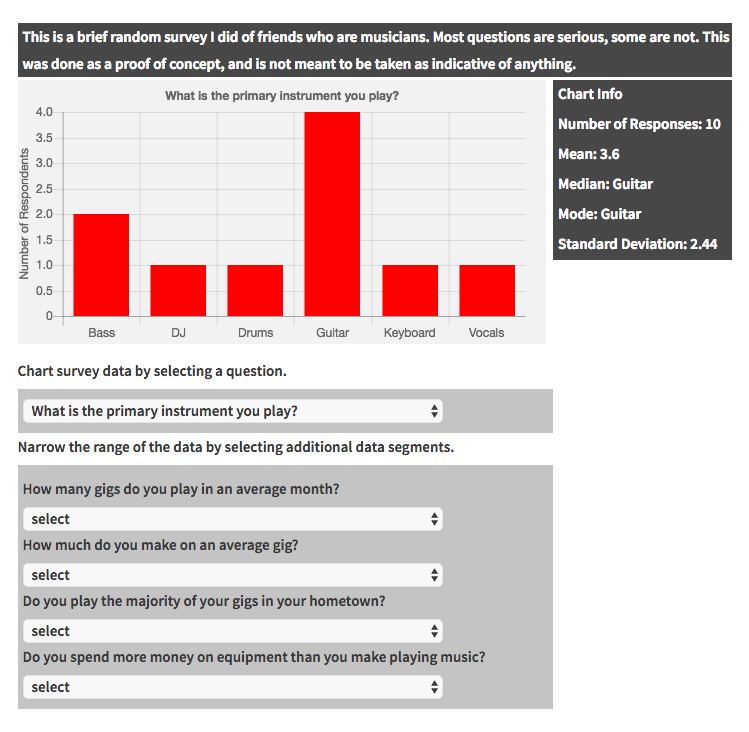 This is a brief random survey I did of friends who are musicians. Most questions are serious, some are not. This
was done as a proof of concept, and is not meant to be taken as indicative of anything.
What is the primary instrument you play?
Number of Respondents
4.0
3.5
3.0
2.5
2.0
1.5
1.0
0.5
0
Bass DJ Drums Guitar Keyboard Vocals
Chart Info
Number of Responses: 10
Mean: 3.6
Median: Guitar
Mode: Guitar
Standard Deviation: 2.44
Chart survey data by selecting a question.
What is the primary instrument you play?
Narrow the range of the data by selecting additional data segments.
How many gigs do you play in an average month?
select
How much do you make on an average gig?
select
Do you play the majority of your gigs in your hometown?
select
Do you spend more money on equipment than you make playing music?
select